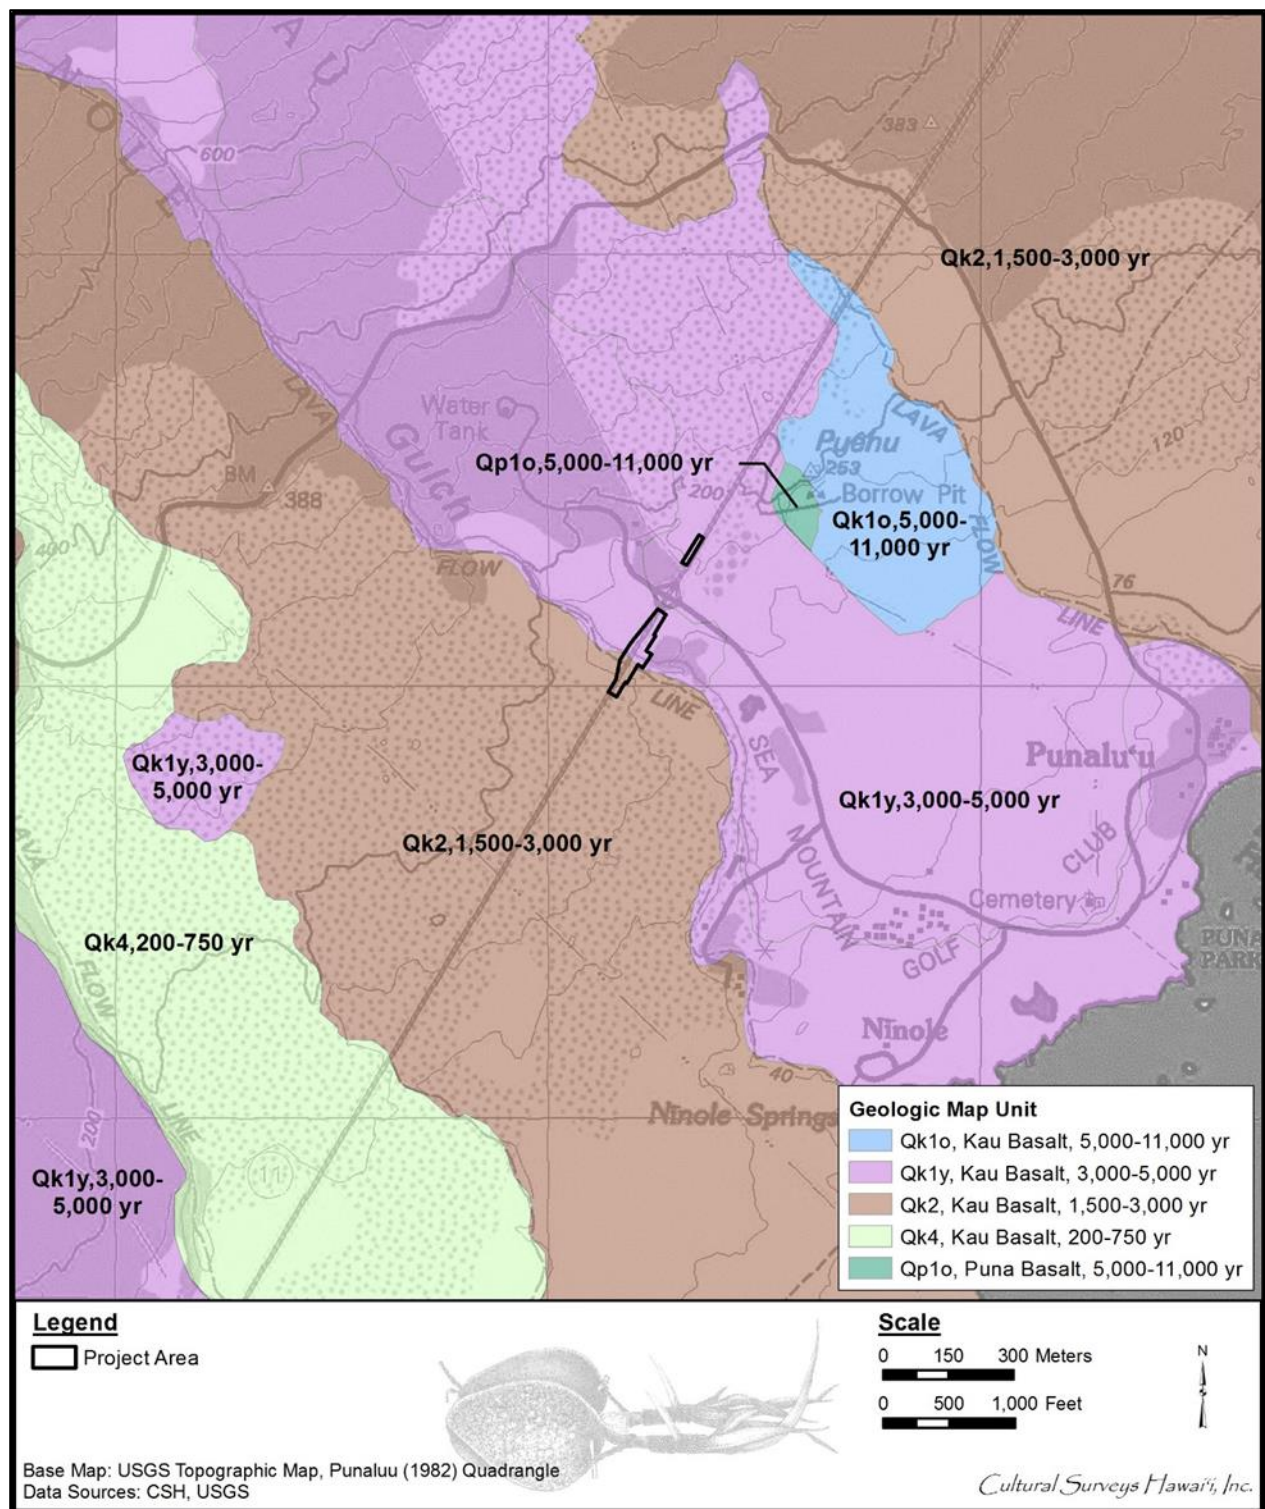 A U
N O L E
383
600
Qk2,1,500-3,000 yr
LAVA
Water
Tank
Gulch
LAVA
Puehu
Qp1o,5,000-11,000 yr
253
200
Borrow Pit
BM
388
Qk1o,5,000-
11,000 yr
FLOW
120
400
FLOW
76
LINE
LINE
SEA
Punalu'u
Qk1y,3,000-
5,000 yr
Qk1y,3,000-5,000 yr
Qk2,1,500-3,000 yr
MOUNTAIN
CLUB
Cemetery
AVA
Qk4,200-750 yr
GOLF
PUNA
PARK
FLOW
Nīnole
40
Nīnole Springs
200
LINE
11
Qk1y,3,000-
5,000 yr
Geologic Map Unit
Qk1o, Kau Basalt, 5,000-11,000 yr
Qk1y, Kau Basalt, 3,000-5,000 yr
Qk2, Kau Basalt, 1,500-3,000 yr
Qk4, Kau Basalt, 200-750 yr
Qp1o, Puna Basalt, 5,000-11,000 yr
Legend
Project Area
Scale
0 150 300 Meters
0 500 1,000 Feet
N
Base Map: USGS Topographic Map, Punaluu (1982) Quadrangle
Data Sources: CSH, USGS
Cultural Surveys Hawai'i, Inc.